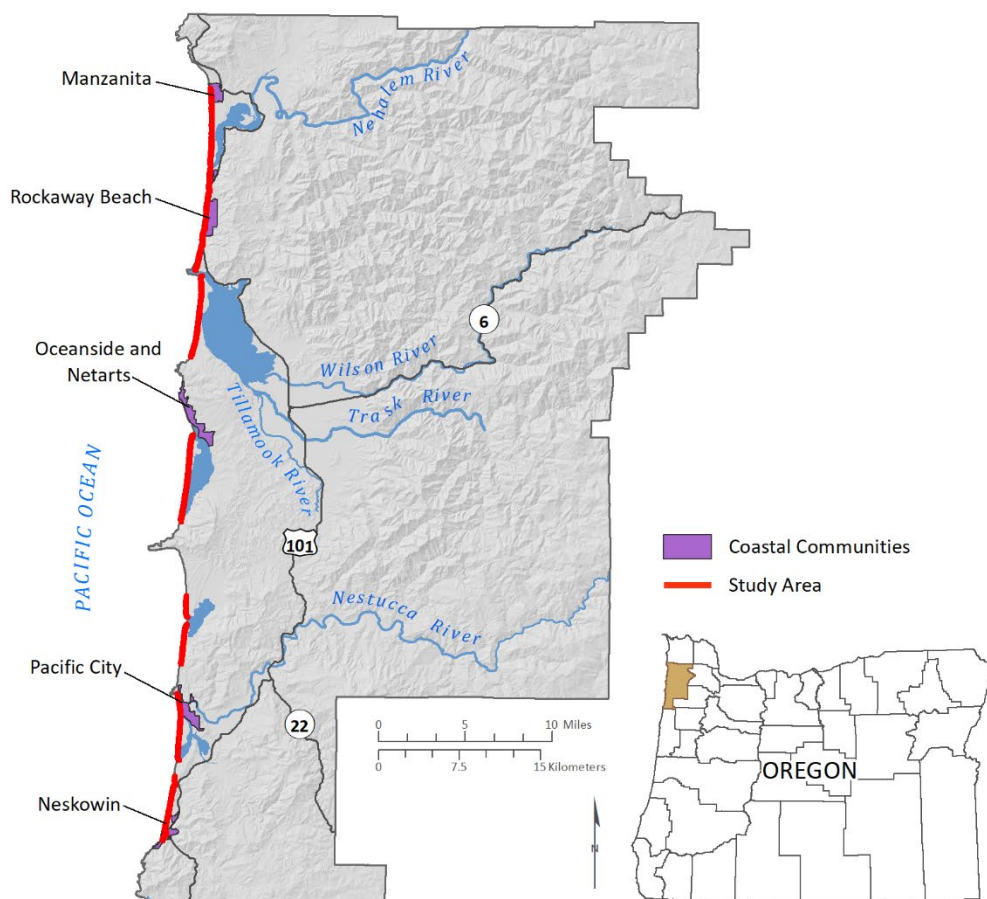 Manzanita
Nehalem River
Rockaway Beach
6
Oceanside and
Netarts
Wilson River
Trask River
Tillamook River
PACIFIC OCEAN
101
Coastal Communities
Study Area
Nestucca River
Pacific City
22
0 5 10 Miles
0 7.5 15 Kilometers
OREGON
Neskowin
N